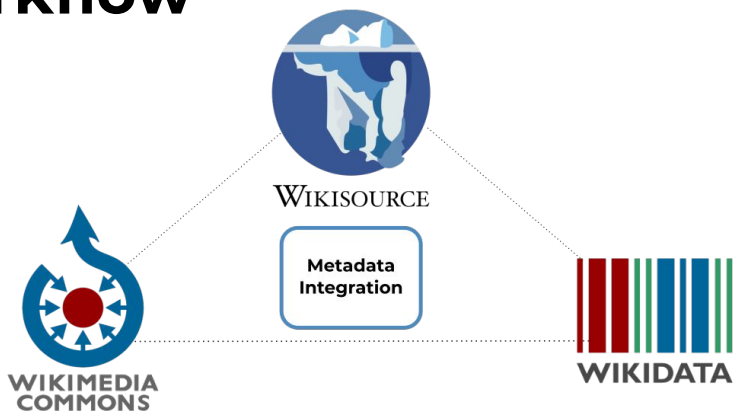 WIKISOURCE
Metadata
Integration
WIKIMEDIA
COMMONS
WIKIDATA